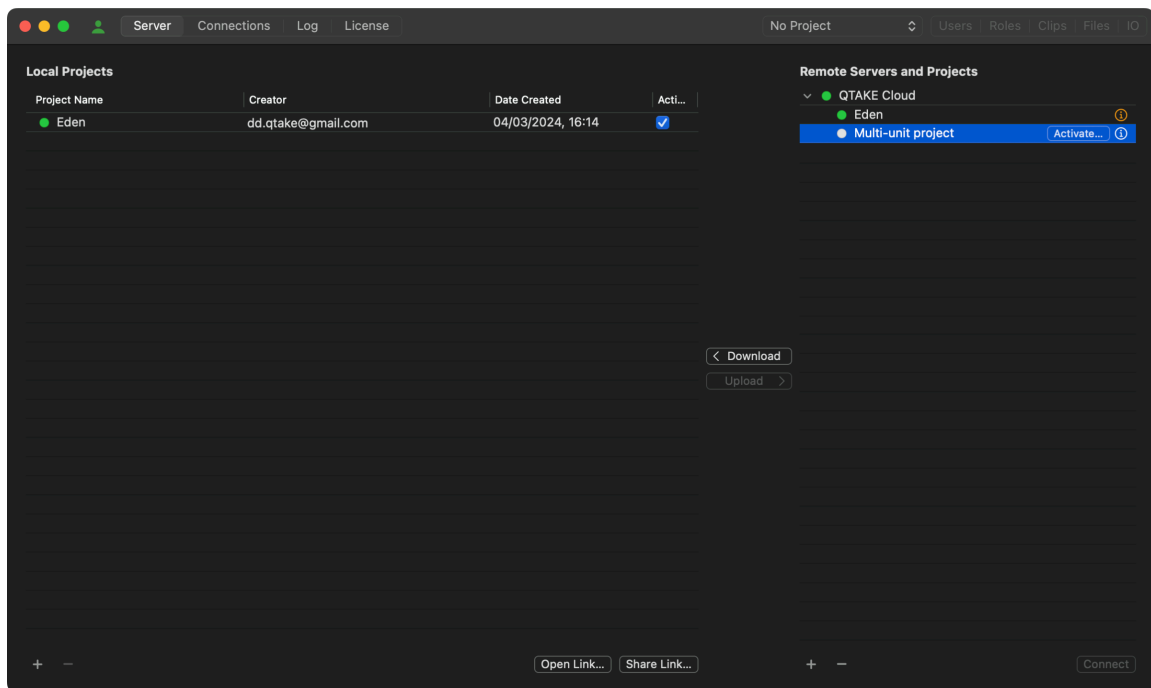 Server Connections Log License No Project Users Roles Clips Files IO
Local Projects
Project Name Creator Date Created Acti...
Eden dd.qtake@gmail.com 04/03/2024, 16:14
Remote Servers and Projects
QTAKE Cloud
Eden
Multi-unit project Activate...
Download
Upload
Open Link... Share Link...
Connect